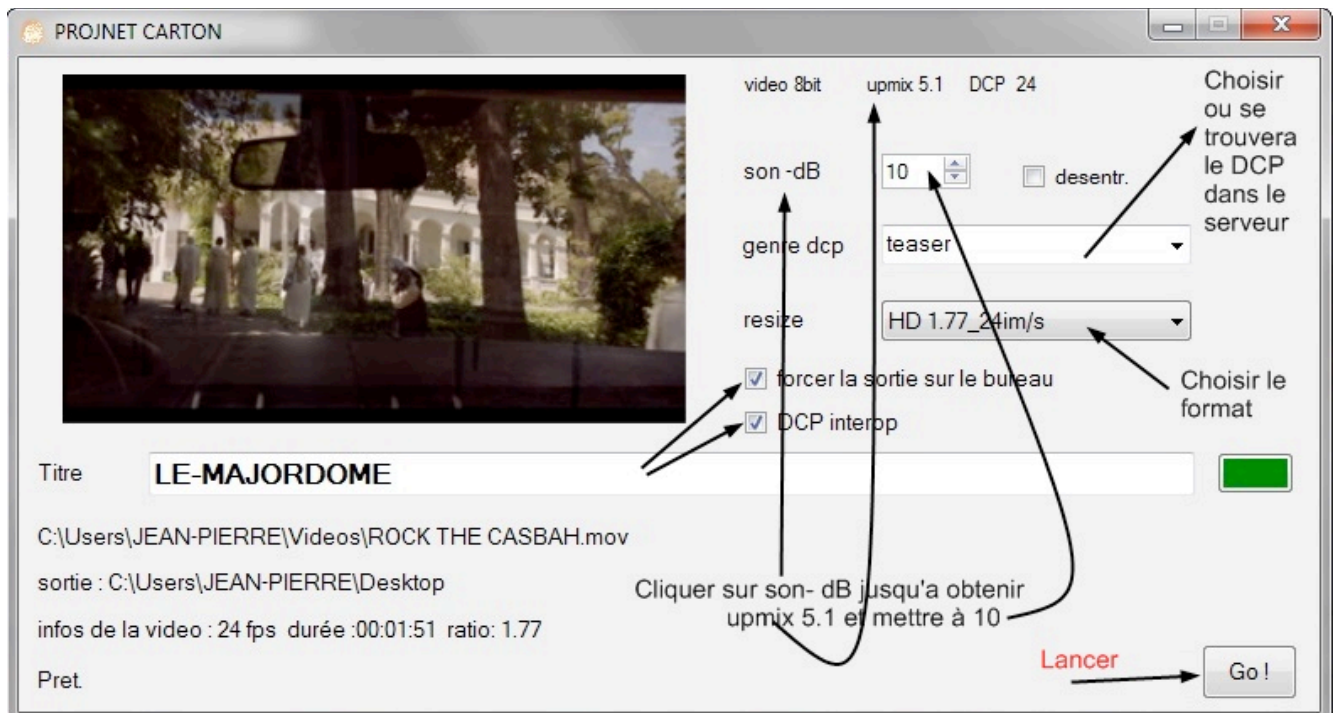 PROJNET CARTON
video 8bit upmix 5.1 DCP 24
Choisir
ou se
trouvera
le DCP
dans le
serveur
son -dB 10 desentr.
genre dcp teaser
resize HD 1.77_24im/s
forcer la sortie sur le bureau
Choisir le
format
DCP interop
Titre LE-MAJORDOME
C:\Users\JEAN-PIERRE\Videos\ROCK THE CASBAH.mov
sortie : C:\Users\JEAN-PIERRE\Desktop
Cliquer sur son- dB jusqu'a obtenir
upmix 5.1 et mettre à 10
infos de la video : 24 fps durée :00:01:51 ratio: 1.77
Lancer
Go !
Pret.